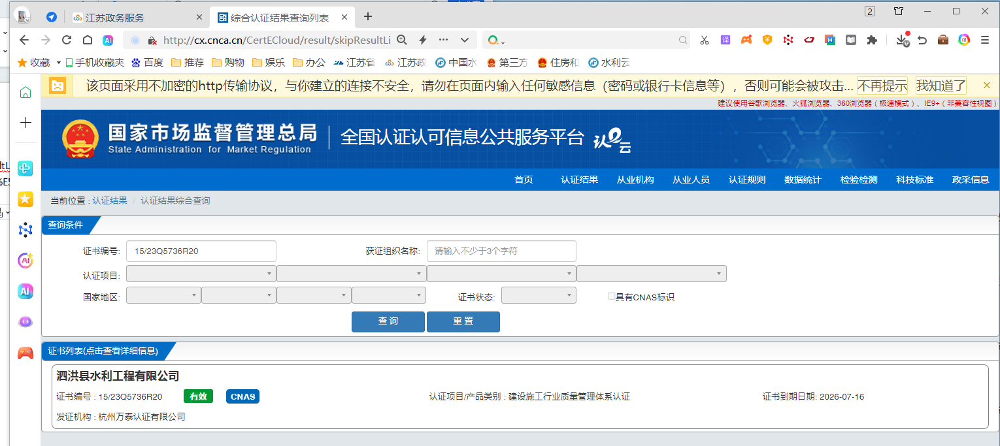 江苏政务服务
综合认证结果查询列表
2
http://cx.cnca.cn/CertECloud/result/skipResultLi
收藏
手机收藏夹
百度
推荐
购物
娱乐
办公
江苏省
江苏政
中国水
第三方
住房和
水利云
该页面采用不加密的http传输协议，与你建立的连接不安全，请勿在页面内输入任何敏感信息（密码或银行卡信息等），否则可能会被攻击... 不再提示 我知道了
建议使用谷歌浏览器、火狐浏览器、360浏览器（极速模式）、IE9+（非兼容性视图）
国家市场监督管理总局
State Administration for Market Regulation
全国认证认可信息公共服务平台
认e云
首页 认证结果 从业机构 从业人员 认证规则 数据统计 检验检测 科技标准 政采信息
当前位置 : 认证结果 / 认证结果综合查询
查询条件
证书编号: 15/23Q5736R20 获证组织名称: 请输入不少于3个字符
认证项目:
国家地区: 证书状态: 具有CNAS标识
查 询 重 置
证书列表(点击查看详细信息)
泗洪县水利工程有限公司
证书编号 : 15/23Q5736R20 有效 CNAS 认证项目/产品类别 : 建设施工行业质量管理体系认证 证书到期日期: 2026-07-16
发证机构 : 杭州万泰认证有限公司